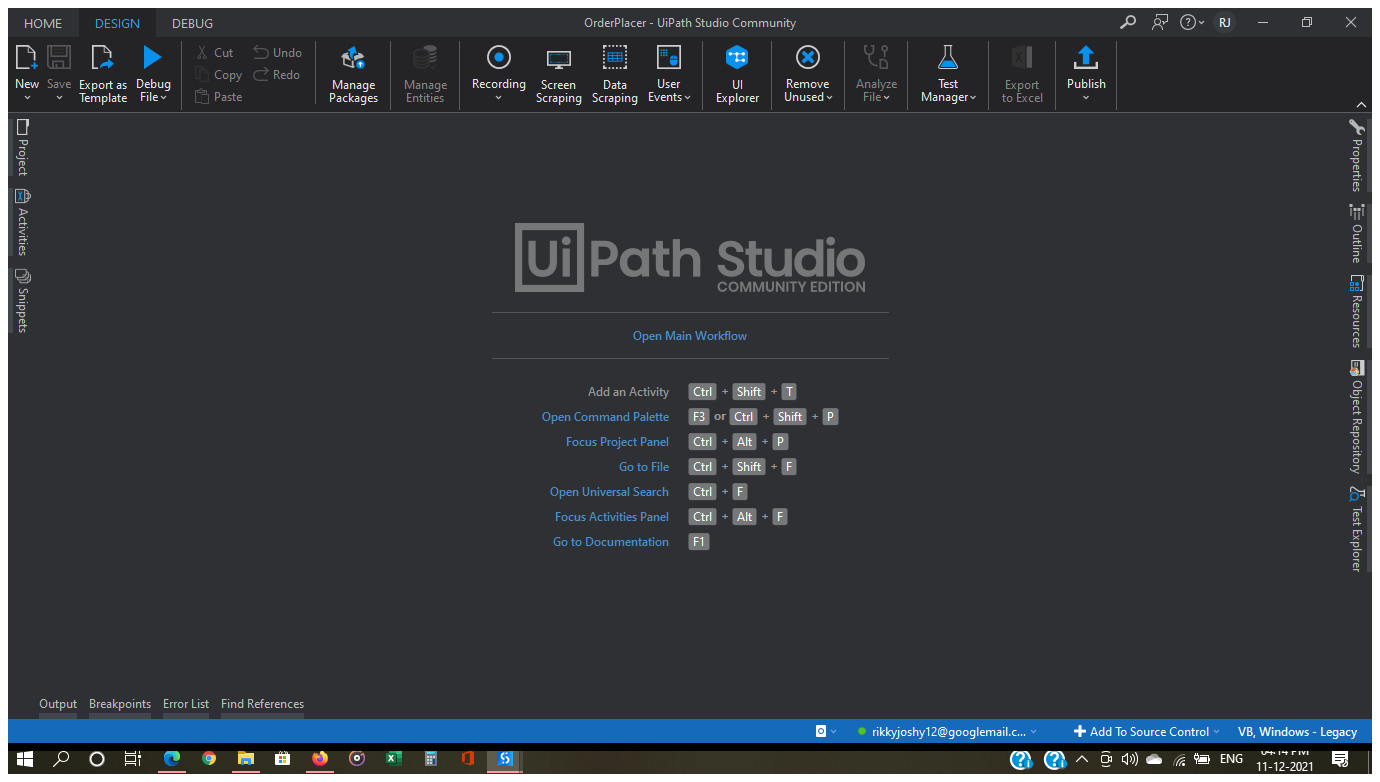 HOME DESIGN DEBUG OrderPlacer - UiPath Studio Community RJ
New Save Export as Template Debug File
Cut Copy Paste Undo Redo
Manage Packages
Manage Entities
Recording
Screen Scraping
Data Scraping
User Events
UI Explorer
Remove Unused
Analyze File
Test Manager
Export to Excel
Publish
Project
Activities
Snippets
UiPath Studio
COMMUNITY EDITION
Open Main Workflow
Add an Activity Ctrl + Shift + T
Open Command Palette F3 or Ctrl + Shift + P
Focus Project Panel Ctrl + Alt + P
Go to File Ctrl + Shift + F
Open Universal Search Ctrl + F
Focus Activities Panel Ctrl + Alt + F
Go to Documentation F1
Properties
Outline
Resources
Object Repository
Test Explorer
Output Breakpoints Error List Find References
rikkyjoshy12@googlemail.c... Add To Source Control VB, Windows - Legacy
ENG
04:14 PM
11-12-2021